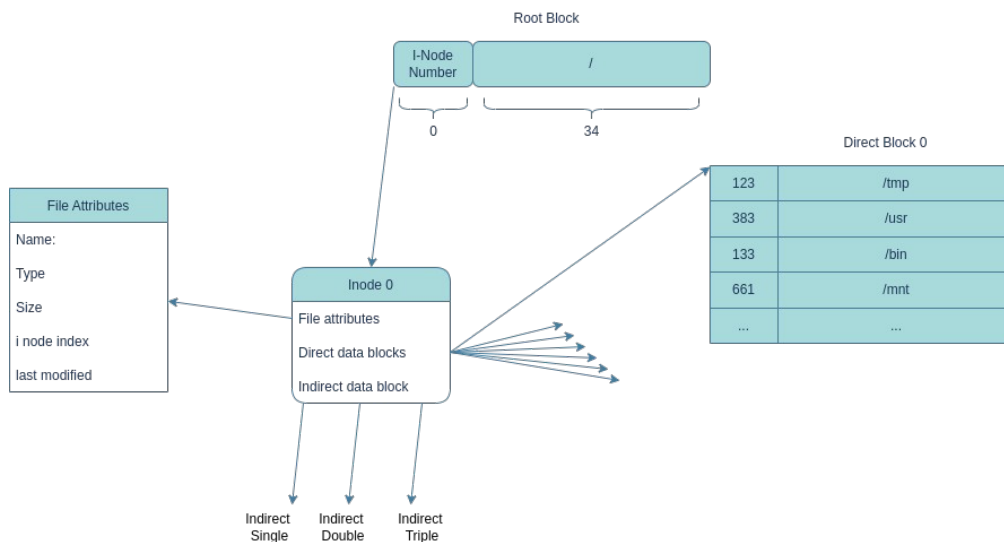 Root Block
I-Node
Number
/
0
34
Direct Block 0
123
/tmp
383
/usr
133
/bin
661
/mnt
...
...
File Attributes
Name:
Type
Size
i node index
last modified
Inode 0
File attributes
Direct data blocks
Indirect data block
Indirect
Single
Indirect
Double
Indirect
Triple